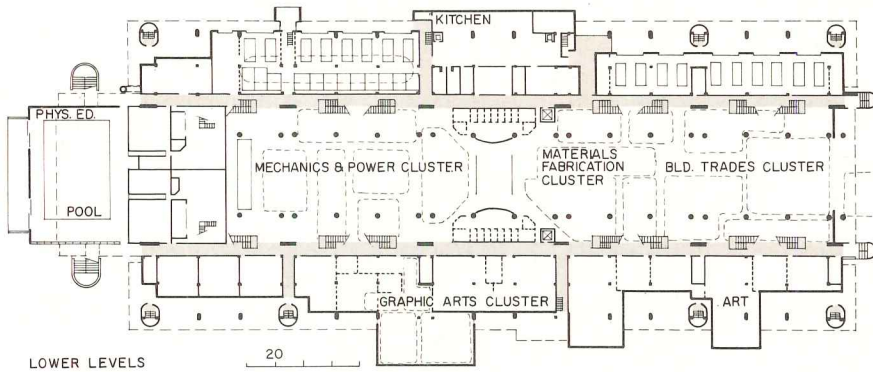 KITCHEN
PHYS. ED.
MECHANICS & POWER CLUSTER
MATERIALS
FABRICATION
CLUSTER
BLD. TRADES CLUSTER
POOL
GRAPHIC ARTS CLUSTER
ART
LOWER LEVELS
20